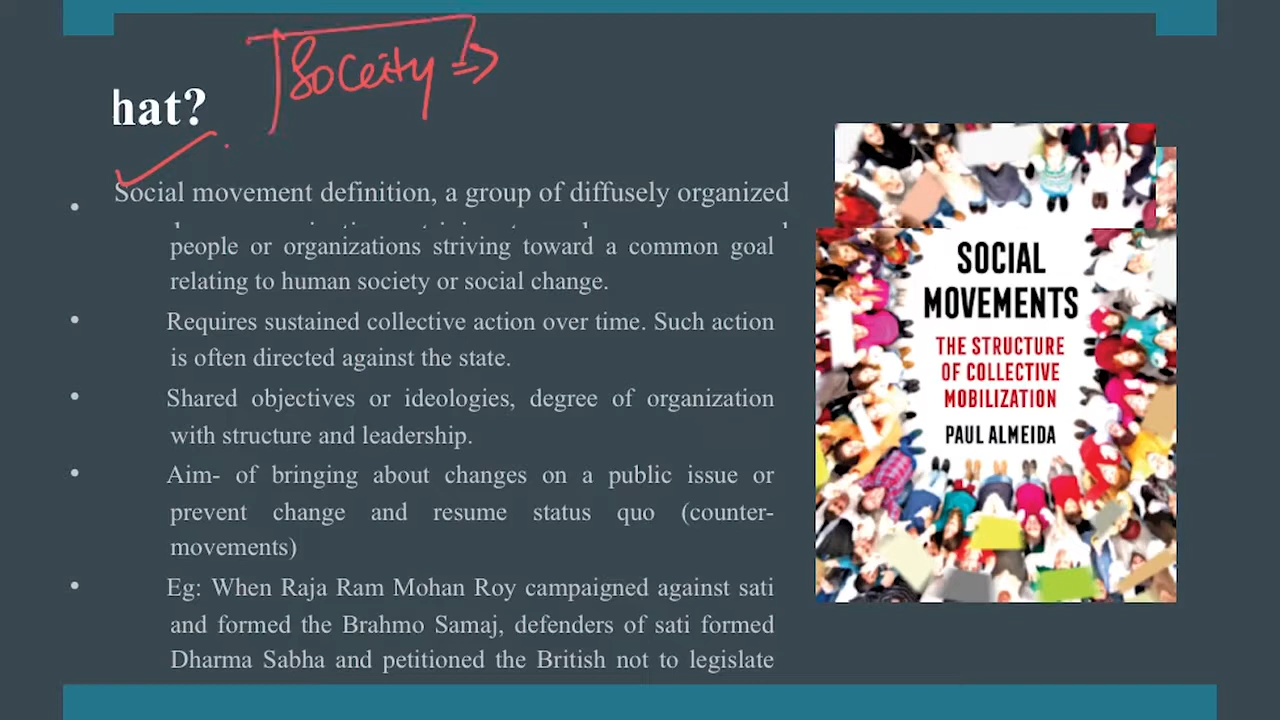 Soceity
hat?
Social movement definition, a group of diffusely organized
people or organizations striving toward a common goal
relating to human society or social change.
Requires sustained collective action over time. Such action
is often directed against the state.
Shared objectives or ideologies, degree of organization
with structure and leadership.
Aim- of bringing about changes on a public issue or
prevent change and resume status quo (counter-
movements)
Eg: When Raja Ram Mohan Roy campaigned against sati
and formed the Brahmo Samaj, defenders of sati formed
Dharma Sabha and petitioned the British not to legislate
SOCIAL
MOVEMENTS
THE STRUCTURE
OF COLLECTIVE
MOBILIZATION
PAUL ALMEIDA